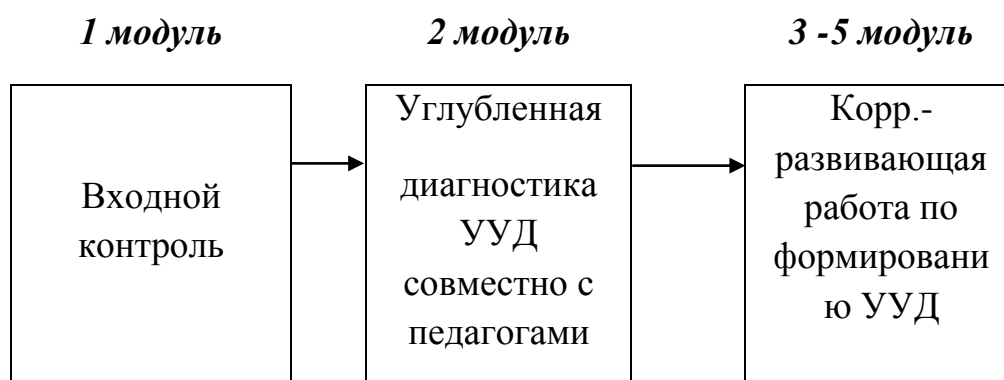 1 модуль
2 модуль
3 -5 модуль
Входной
контроль
Углубленная
диагностика
УУД
совместно с
педагогами
Корр.-
развивающая
работа по
формировани
ю УУД